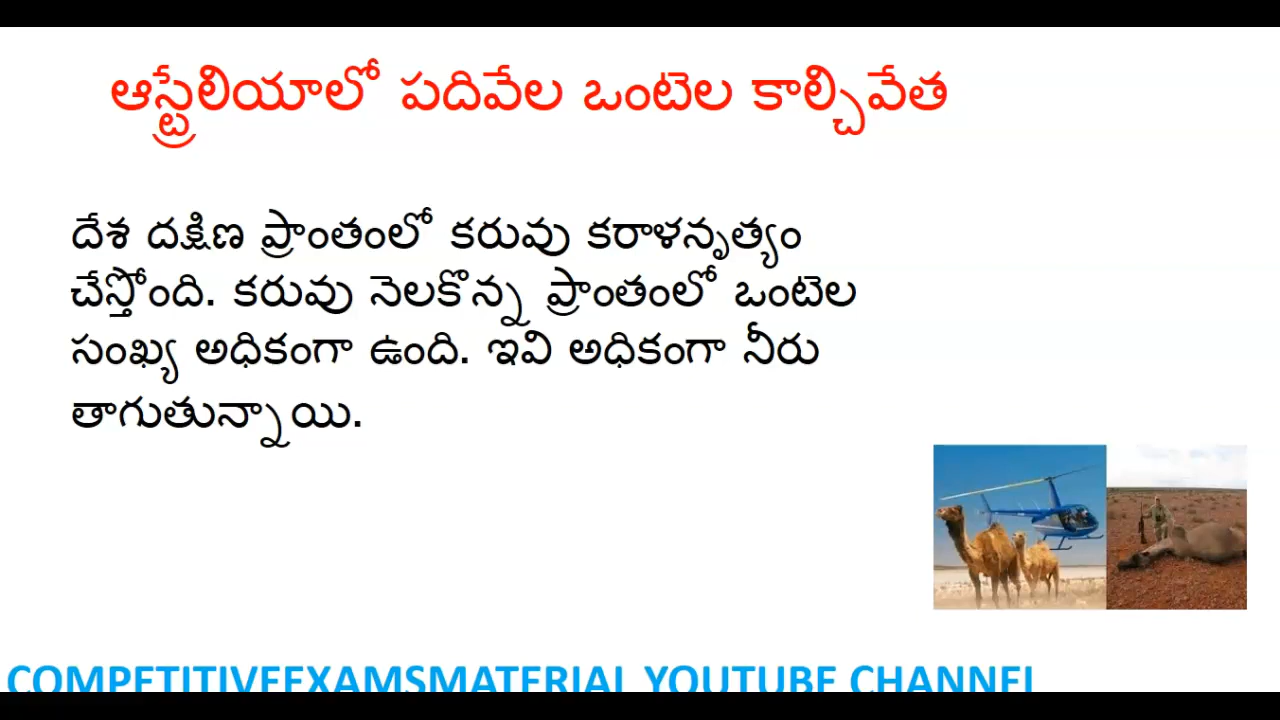 ఆస్ట్రేలియాలో పదివేల ఒంటెల కాల్చివేత
దేశ దక్షిణ ప్రాంతంలో కరువు కరాళనృత్యం
చేస్తోంది. కరువు నెలకొన్న ప్రాంతంలో ఒంటెల
సంఖ్య అధికంగా ఉంది. ఇవి అధికంగా నీరు
తాగుతున్నాయి.
COMPETITIVEEXAMSMATERIAL YOUTUBE CHANNEL